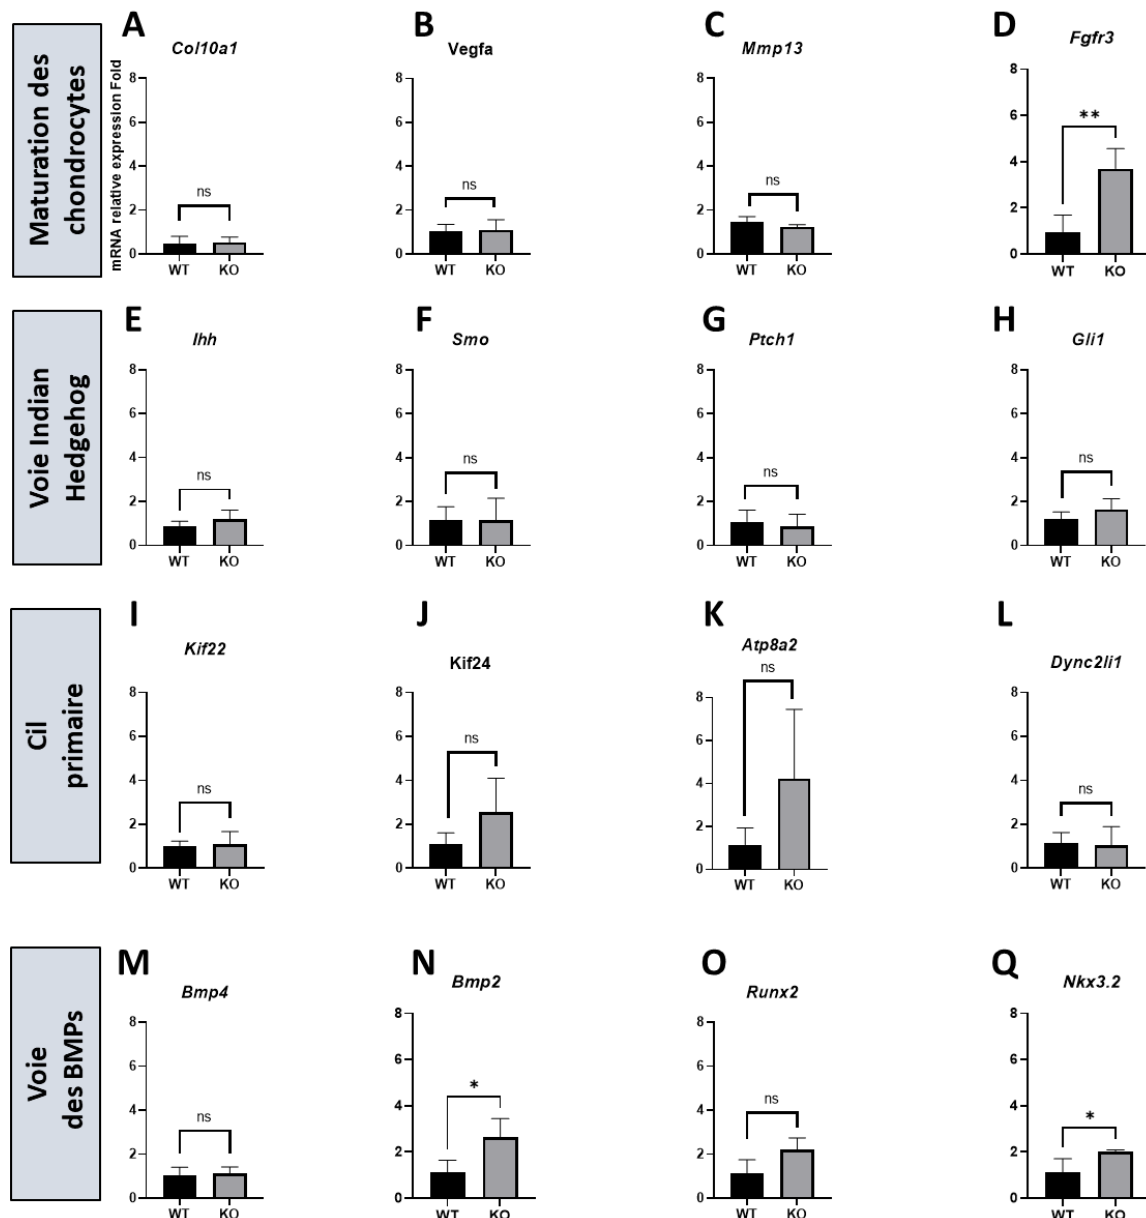 Maturation des
chondrocytes
A
Col10a1
mRNA relative expression Fold
8
6
4
2
0
ns
WT KO
B
Vegfa
8
6
4
2
0
ns
WT KO
C
Mmp13
8
6
4
2
0
ns
WT KO
D
Fgfr3
8
6
4
2
0
**
WT KO
Voie Indian
Hedgehog
E
Ihh
8
6
4
2
0
ns
WT KO
F
Smo
8
6
4
2
0
ns
WT KO
G
Ptch1
8
6
4
2
0
ns
WT KO
H
Gli1
8
6
4
2
0
ns
WT KO
Cil
primaire
I
Kif22
8
6
4
2
0
ns
WT KO
J
Kif24
8
6
4
2
0
ns
WT KO
K
Atp8a2
ns
8
6
4
2
0
WT KO
L
Dync2li1
8
6
4
2
0
ns
WT KO
Voie
des BMPs
M
Bmp4
8
6
4
2
0
ns
WT KO
N
Bmp2
8
6
4
2
0
*
WT KO
O
Runx2
8
6
4
2
0
ns
WT KO
Q
Nkx3.2
8
6
4
2
0
*
WT KO